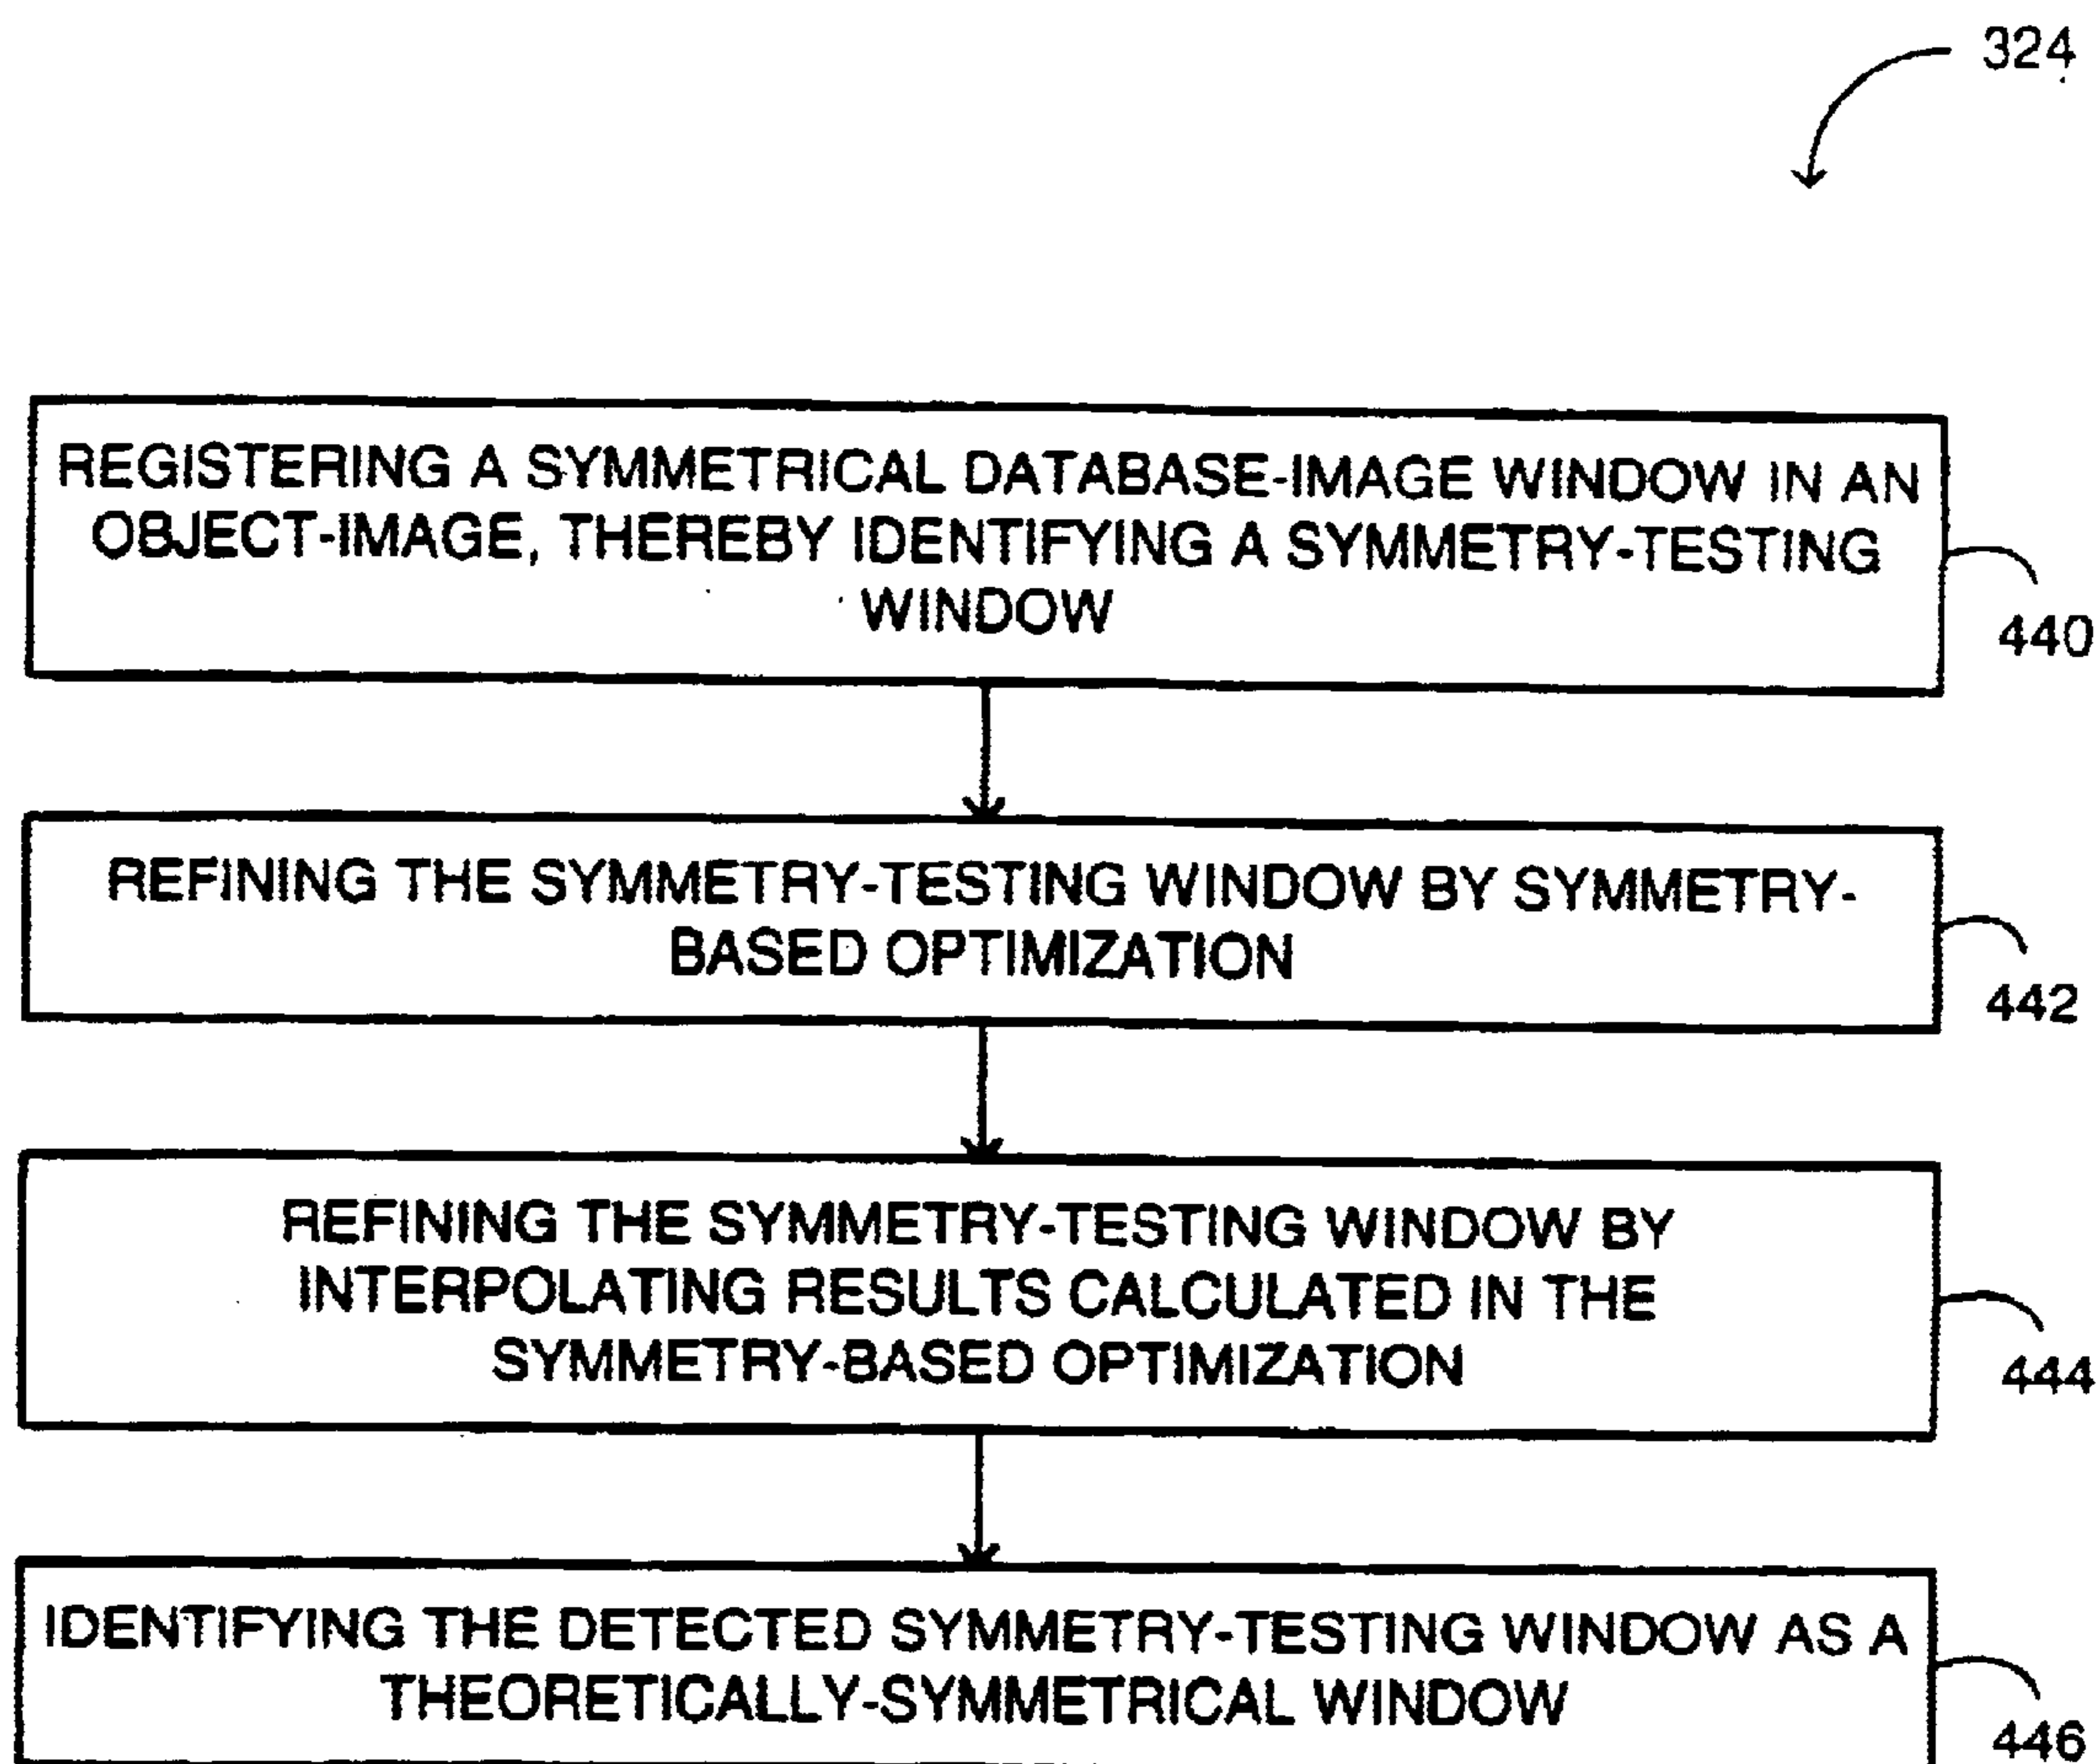 324
REGISTERING A SYMMETRICAL DATABASE-IMAGE WINDOW IN AN
OBJECT-IMAGE, THEREBY IDENTIFYING A SYMMETRY-TESTING
WINDOW
440
REFINING THE SYMMETRY-TESTING WINDOW BY SYMMETRY-
BASED OPTIMIZATION
442
REFINING THE SYMMETRY-TESTING WINDOW BY
INTERPOLATING RESULTS CALCULATED IN THE
SYMMETRY-BASED OPTIMIZATION
444
IDENTIFYING THE DETECTED SYMMETRY-TESTING WINDOW AS A
THEORETICALLY-SYMMETRICAL WINDOW
446